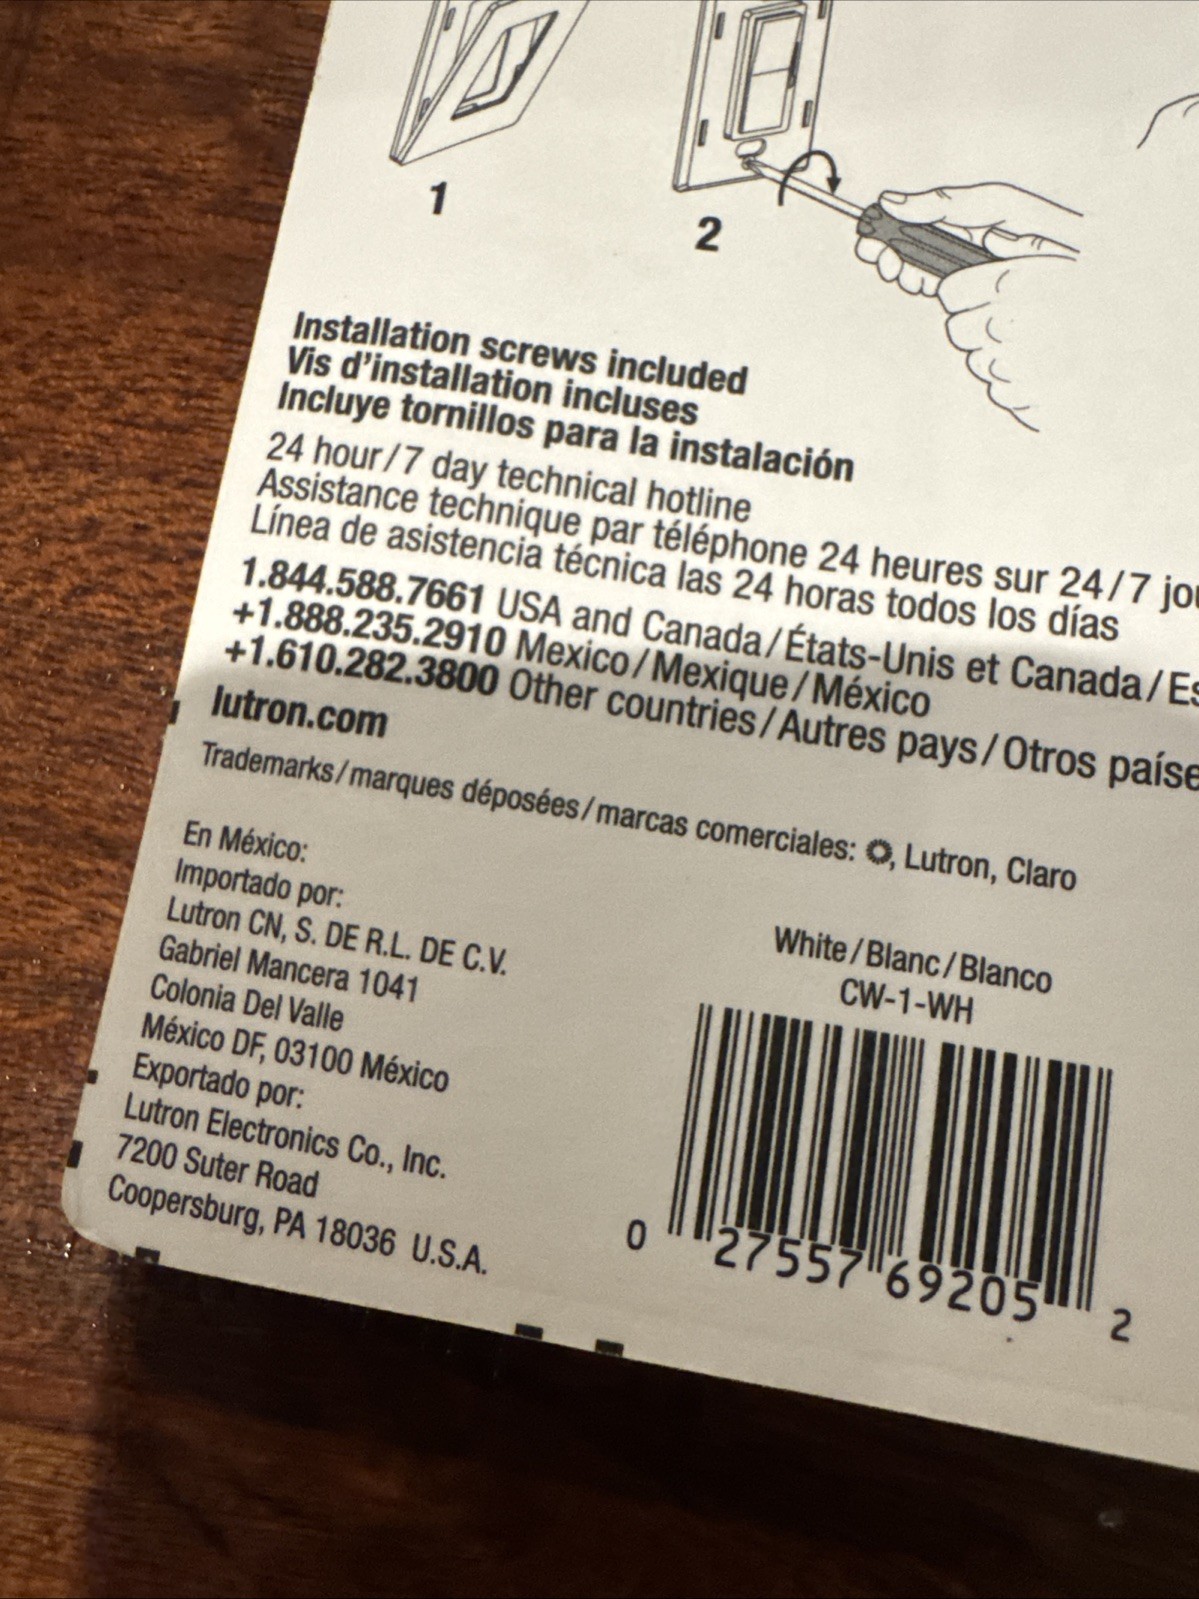 1
2
Installation screws included
Vis d'installation incluses
Incluye tornillos para la instalación
24 hour/7 day technical hotline
Assistance technique par téléphone 24 heures sur 24/7
Línea de asistencia técnica las 24 horas todos los días
1.844.588.7661 USA and Canada/États-Unis et Canada/
+1.888.235.2910 Mexico/Mexique/México
+1.610.282.3800 Other countries/Autres pays/Otros
lutron.com
Trademarks/marques déposées/marcas comerciales: , Lutron, Claro
En México:
Importado por:
Lutron CN, S. DE R.L. DE C.V.
Gabriel Mancera 1041
Colonia Del Valle
México DF, 03100 México
Exportado por:
Lutron Electronics Co., Inc.
7200 Suter Road
Coopersburg, PA 18036 U.S.A.
White/Blanc/Blanco
CW-1-WH
0 27557 69205 2